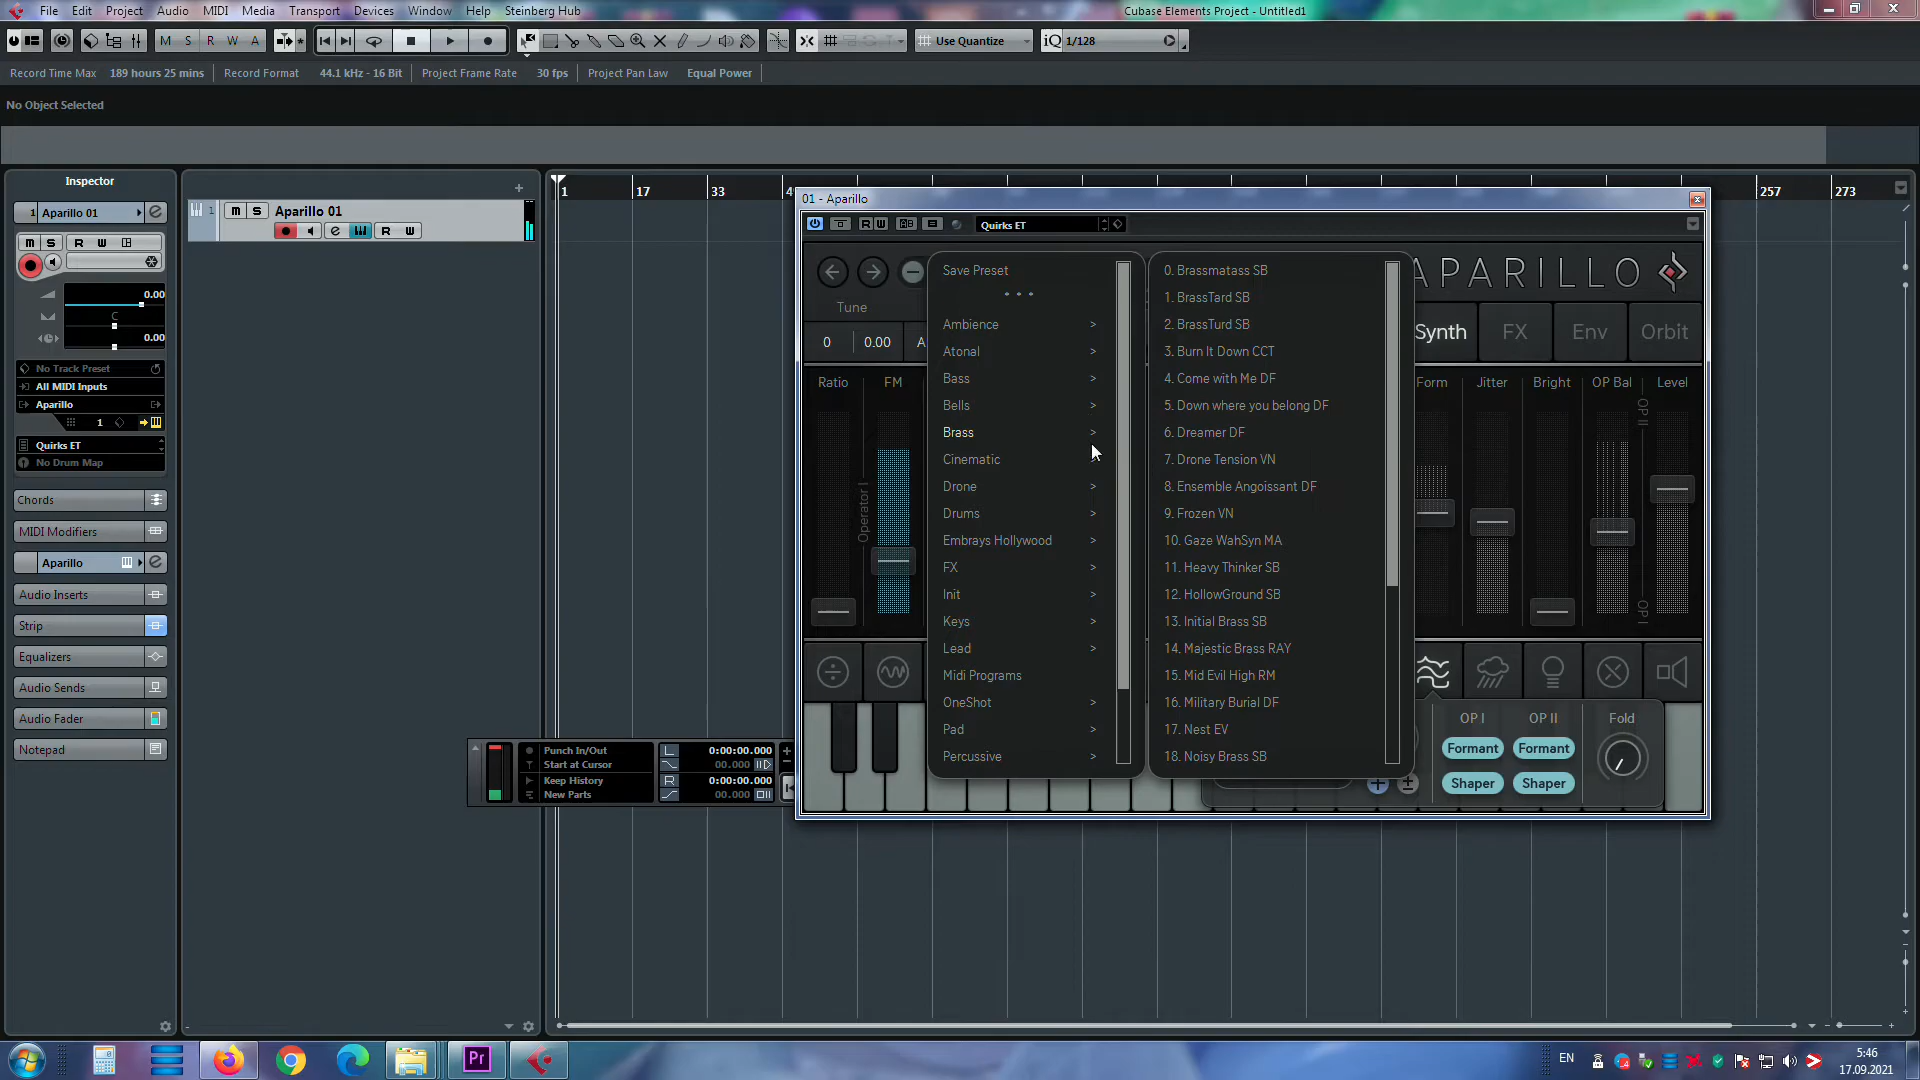 File Edit Project Audio MIDI Media Transport Devices Window Help Steinberg Hub
Cubase Elements Project - Untitled1
M S R W A
Use Quantize
iQ 1/128
Record Time Max 189 hours 25 mins Record Format 44.1 kHz - 16 Bit Project Frame Rate 30 fps Project Pan Law Equal Power
No Object Selected
Inspector
1 Aparillo 01
M S R W
0.00
C
0.00
No Track Preset
All MIDI Inputs
Aparillo
1
Quirks ET
No Drum Map
Chords
MIDI Modifiers
Aparillo
Audio Inserts
Strip
Equalizers
Audio Sends
Audio Fader
Notepad
1 M S Aparillo 01
R W
1 17 33 257 273
Punch In/Out
Start at Cursor
Keep History
New Parts
L 0:00:00.000
00.000
R 0:00:00.000
00.000
01 - Aparillo
R W
Quirks ET
APARILLO
Tune
0 0.00 A
Synth FX Env Orbit
Ratio FM
Operator I
Form Jitter Bright OP Bal Level
OP II
OP I
Save Preset
Ambience >
Atonal >
Bass >
Bells >
Brass >
Cinematic
Drone >
Drums >
Embrays Hollywood >
FX >
Init >
Keys >
Lead >
Midi Programs
OneShot >
Pad >
Percussive >
0. Brassmatass SB
1. BrassTard SB
2. BrassTurd SB
3. Burn It Down CCT
4. Come with Me DF
5. Down where you belong DF
6. Dreamer DF
7. Drone Tension VN
8. Ensemble Angoissant DF
9. Frozen VN
10. Gaze WahSyn MA
11. Heavy Thinker SB
12. HollowGround SB
13. Initial Brass SB
14. Majestic Brass RAY
15. Mid Evil High RM
16. Military Burial DF
17. Nest EV
18. Noisy Brass SB
OP I OP II Fold
Formant Formant
Shaper Shaper
Pr
EN
5:46
17.09.2021